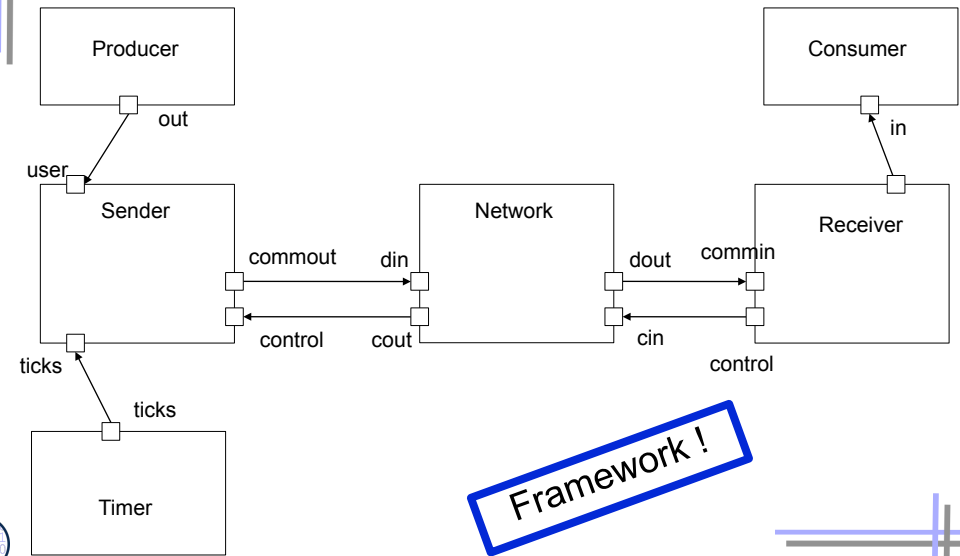 Producer
Consumer
out
in
user
Sender
Network
Receiver
commout
din
dout
commin
control
cout
cin
control
ticks
ticks
Framework !
Timer